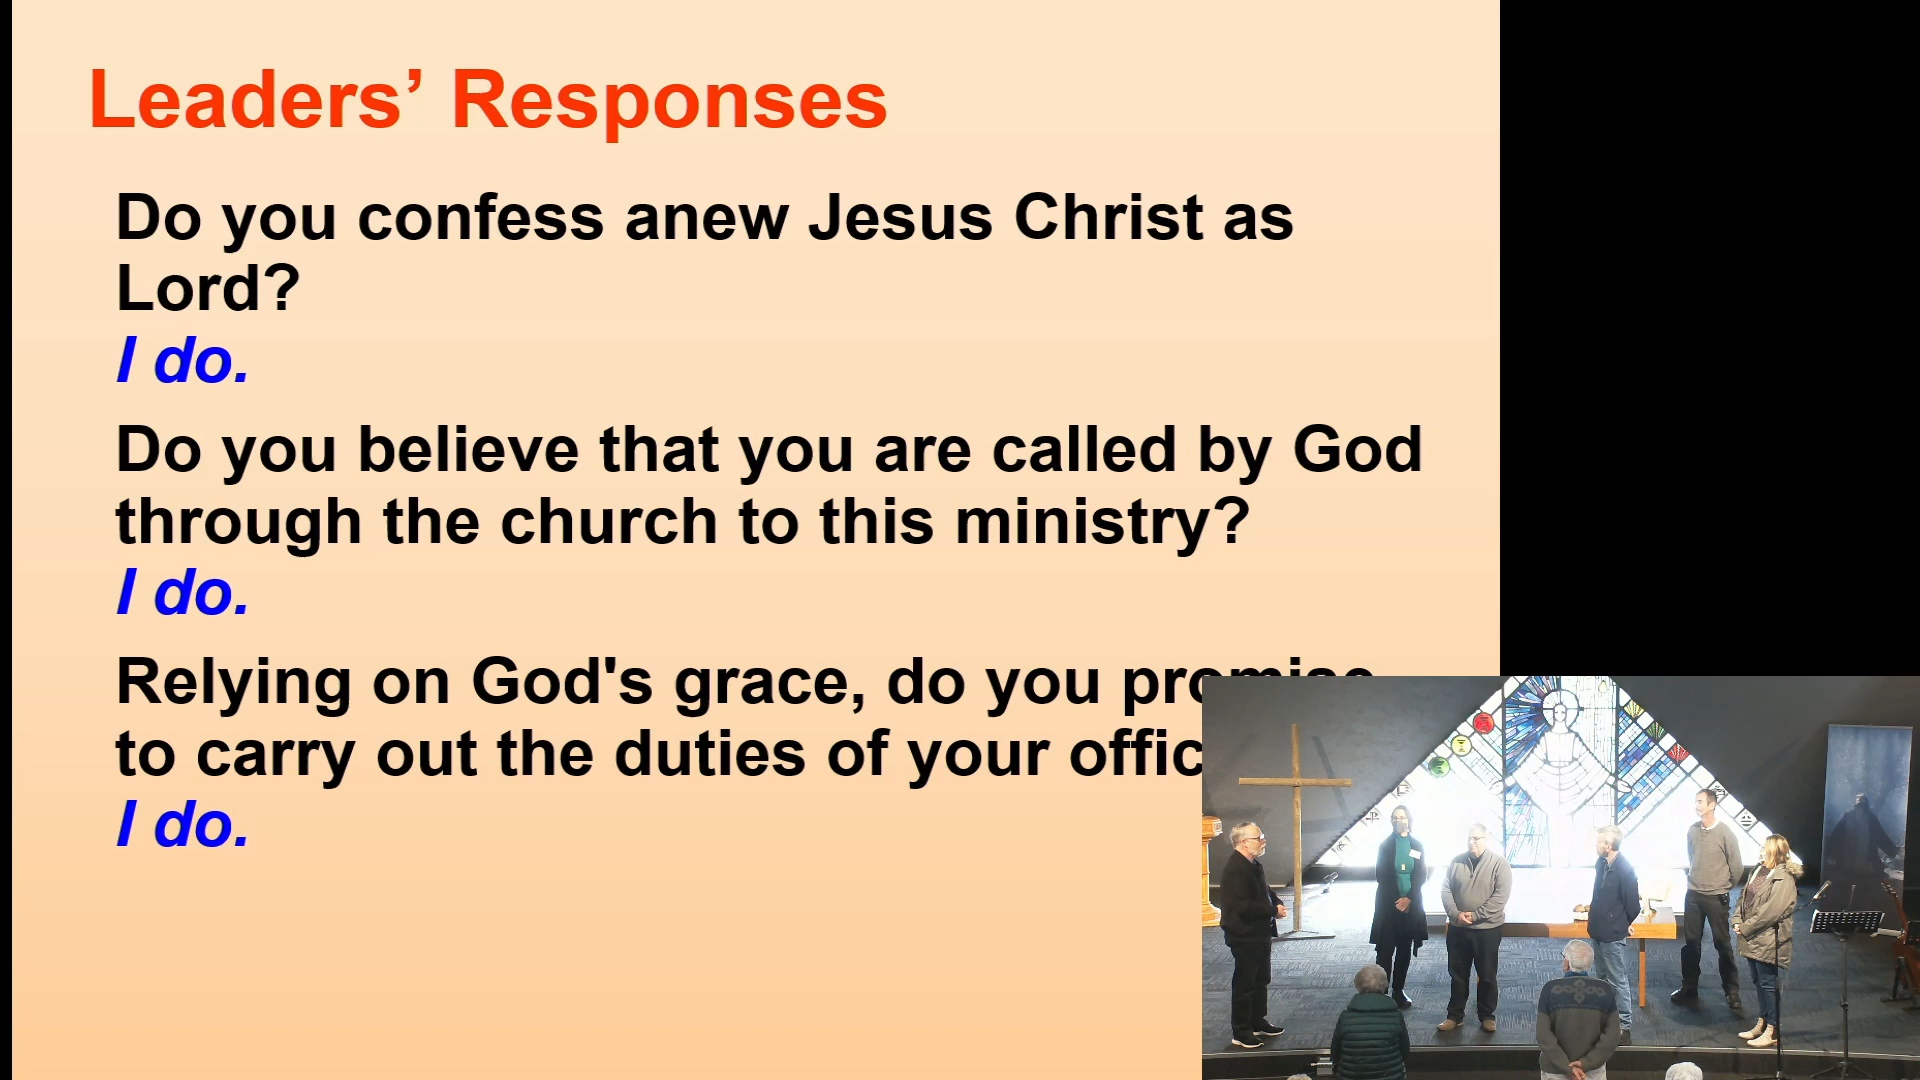 Leaders’ Responses
Do you confess anew Jesus Christ as
Lord?
I do.
Do you believe that you are called by God
through the church to this ministry?
I do.
Relying on God's grace, do you promise
to carry out the duties of your
I do.